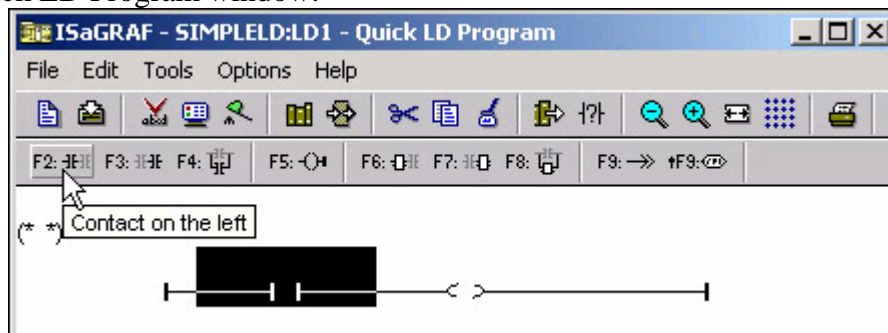 ISaGRAF - SIMPLELD:LD1 - Quick LD Program
File Edit Tools Options Help
F2: F3: F4: F5: F6: F7: F8: F9: ↑F9:
Contact on the left
(* *)